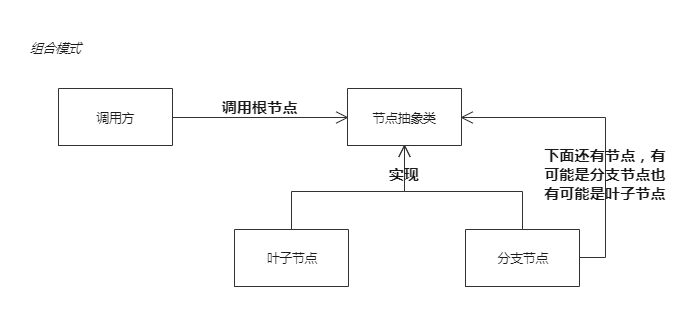 组合模式
调用方
调用根节点
节点抽象类
下面还有节点，有
可能是分支节点也
有可能是叶子节点
实现
叶子节点
分支节点